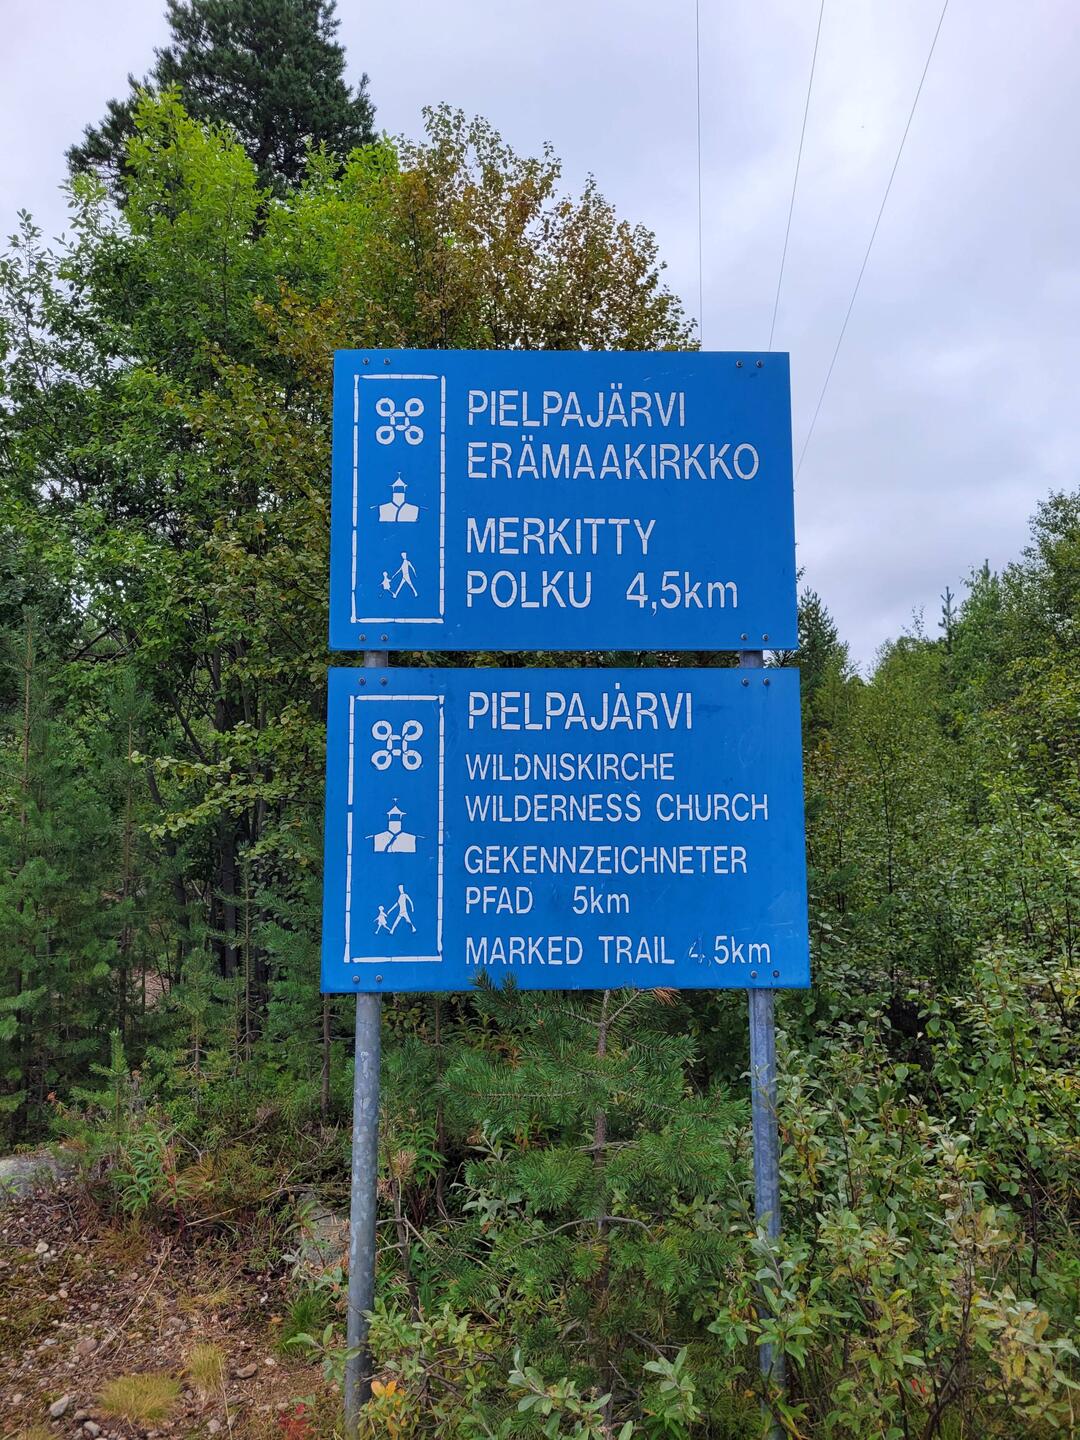 PIELPAJÄRVI
ERÄMAAKIRKKO
MERKITTY
POLKU 4,5km
PIELPAJÄRVI
WILDNISKIRCHE
WILDERNESS CHURCH
GEKENNZEICHNETER
PFAD 5km
MARKED TRAIL 4,5km